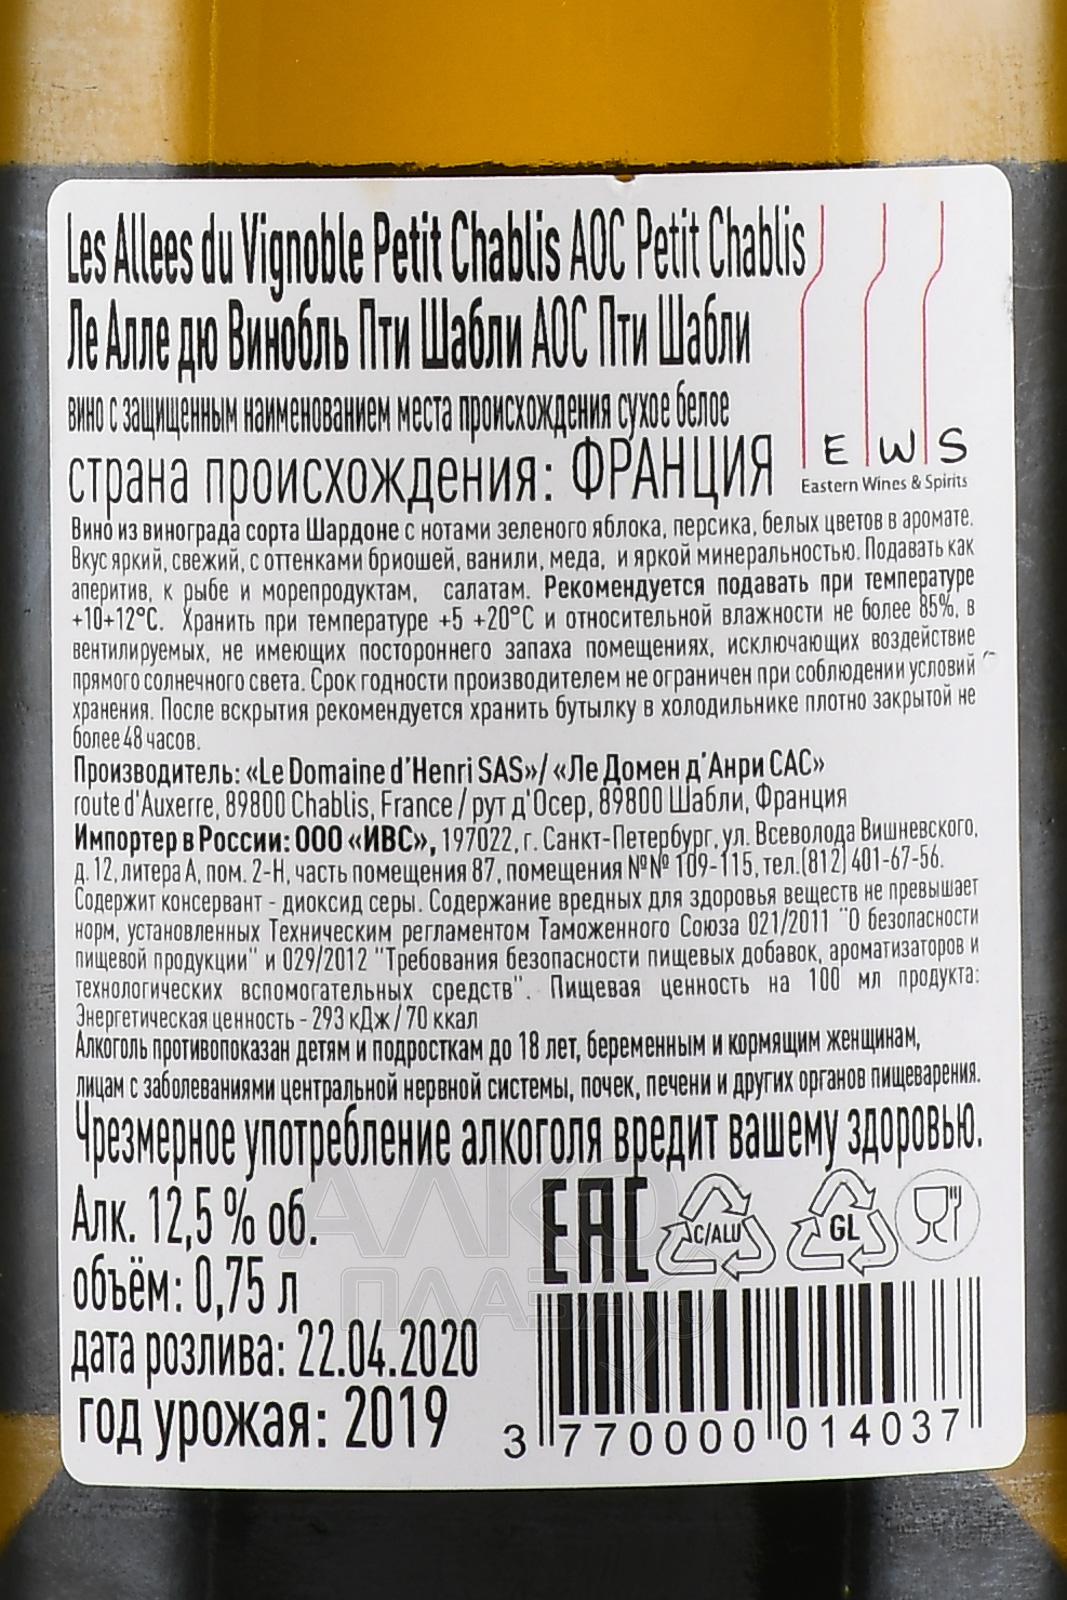 Les Allees du Vignoble Petit Chablis AOC Petit Chablis
Ле Алле дю Винобль Пти Шабли АОС Пти Шабли
вино с защищенным наименованием места происхождения сухое белое
страна происхождения: ФРАНЦИЯ
E W S
Eastern Wines & Spirits
Вино из винограда сорта Шардоне с нотами зеленого яблока, персика, белых цветов в аромате.
Вкус яркий, свежий, с оттенками бриошей, ванили, меда, и яркой минеральностью. Подавать как
аперитив, к рыбе и морепродуктам, салатам. Рекомендуется подавать при температуре
+10+12°C. Хранить при температуре +5 +20°C и относительной влажности не более 85%, в
вентилируемых, не имеющих постороннего запаха помещениях, исключающих воздействие
прямого солнечного света. Срок годности производителем не ограничен при соблюдении условий
хранения. После вскрытия рекомендуется хранить бутылку в холодильнике плотно закрытой не
более 48 часов.
Производитель: «Le Domaine d'Henri SAS»/ «Ле Домен д'Анри САС»
route d'Auxerre, 89800 Chablis, France / рут д'Осер, 89800 Шабли, Франция
Импортер в России: ООО «ИВС», 197022, г. Санкт-Петербург, ул. Всеволода Вишневского,
д. 12, литера А, пом. 2-Н, часть помещения 87, помещения №№ 109-115, тел.(812) 401-67-56.
Содержит консервант - диоксид серы. Содержание вредных для здоровья веществ не превышает
норм, установленных Техническим регламентом Таможенного Союза 021/2011 "О безопасности
пищевой продукции" и 029/2012 "Требования безопасности пищевых добавок, ароматизаторов и
технологических вспомогательных средств". Пищевая ценность на 100 мл продукта:
Энергетическая ценность - 293 кДж / 70 ккал
Алкоголь противопоказан детям и подросткам до 18 лет, беременным и кормящим женщинам,
лицам с заболеваниями центральной нервной системы, почек, печени и других органов пищеварения.
Чрезмерное употребление алкоголя вредит вашему здоровью.
Алк. 12,5 % об.
объём: 0,75 л
дата розлива: 22.04.2020
год урожая: 2019
EAC
C/ALU
GL
АЛКО
ПЛАЗА
3 770000 014037